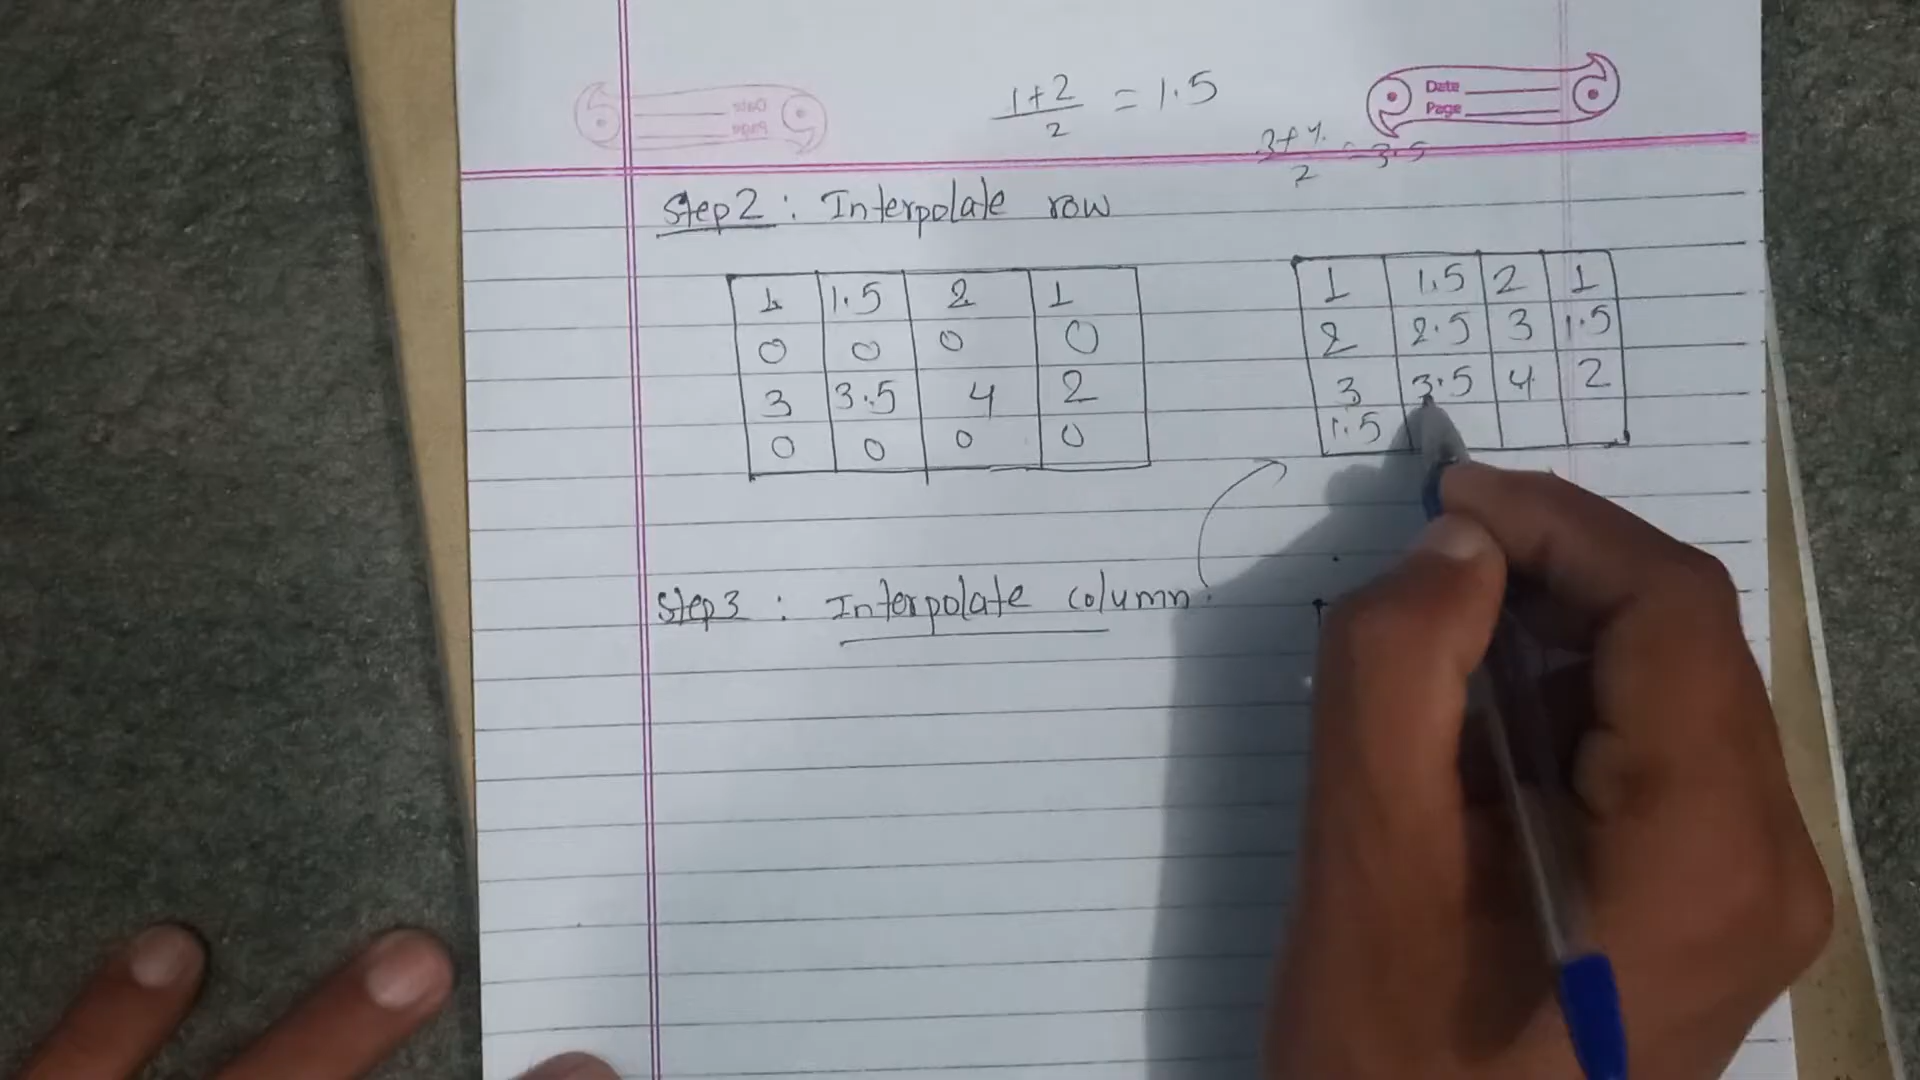 1+2 = 1.5
2
Date
Page
3+4 = 3.5
2
Step 2 : Interpolate row
1 1.5 2 1
0 0 0 0
3 3.5 4 2
0 0 0 0
1 1.5 2 1
2 2.5 3 1.5
3 3.5 4 2
1.5
Step 3 : Interpolate column.